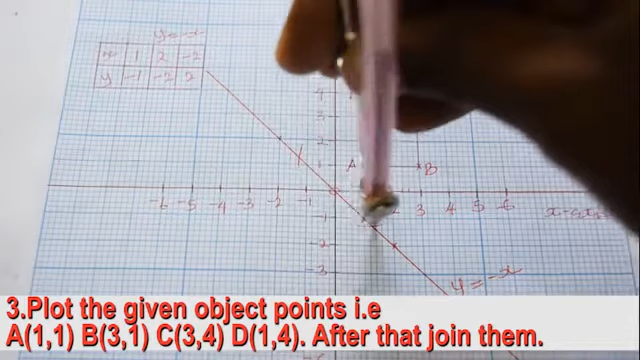 y=-x
x 1 2 -2
y -1 -2 2
4
3
2
1
A B
-6 -5 -4 -3 -2 3 4 5 6
-1
-2
-3
y=-x
3.Plot the given object points i.e
A(1,1) B(3,1) C(3,4) D(1,4). After that join them.